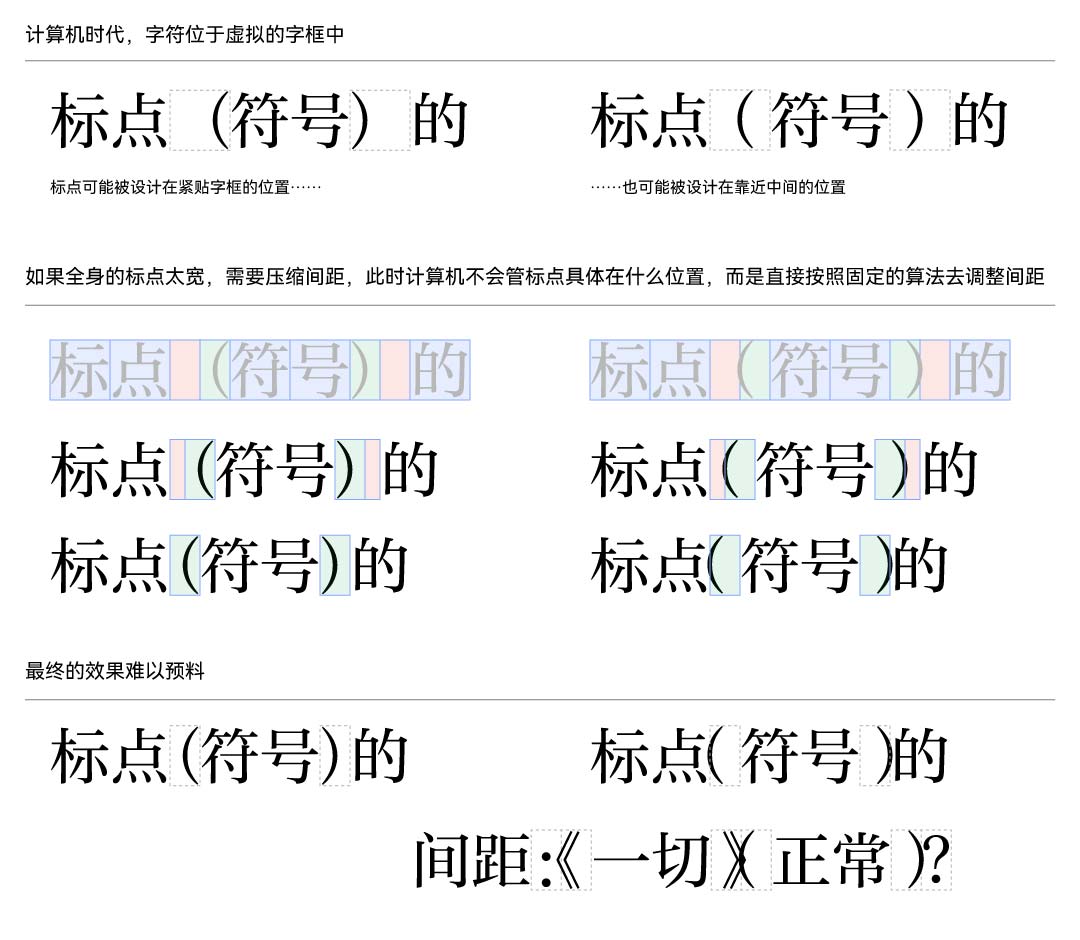 计算机时代，字符位于虚拟的字框中
标点（符号）的
标点（符号）的
标点可能被设计在紧贴字框的位置……
……也可能被设计在靠近中间的位置
如果全身的标点太宽，需要压缩间距，此时计算机不会管标点具体在什么位置，而是直接按照固定的算法去调整间距
标点（符号）的
标点（符号）的
标点（符号）的
标点（符号）的
标点（符号）的
标点（符号）的
最终的效果难以预料
标点（符号）的
标点（符号）的
间距：《一切》（正常）？